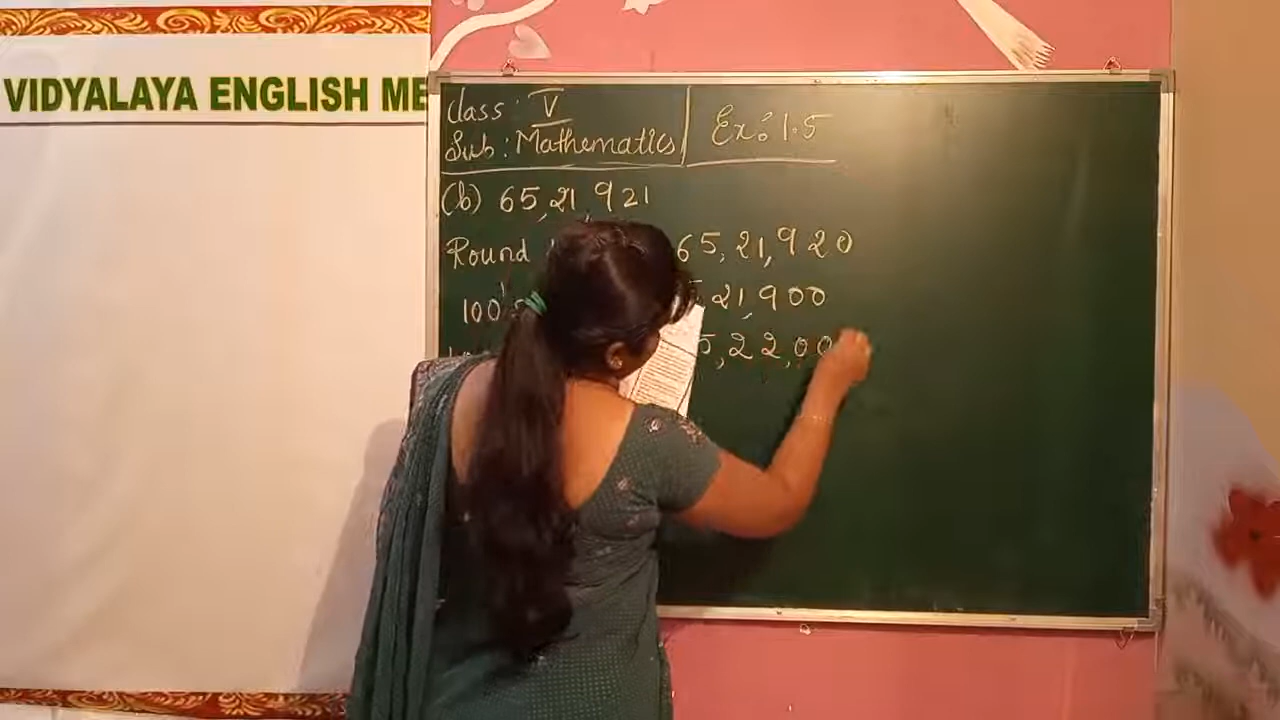 VIDYALAYA ENGLISH ME
Class : V
Sub : Mathematics
Ex: 1.5
(b) 65,21,921
Round 65,21,920
100 ,21,900
5,22,00